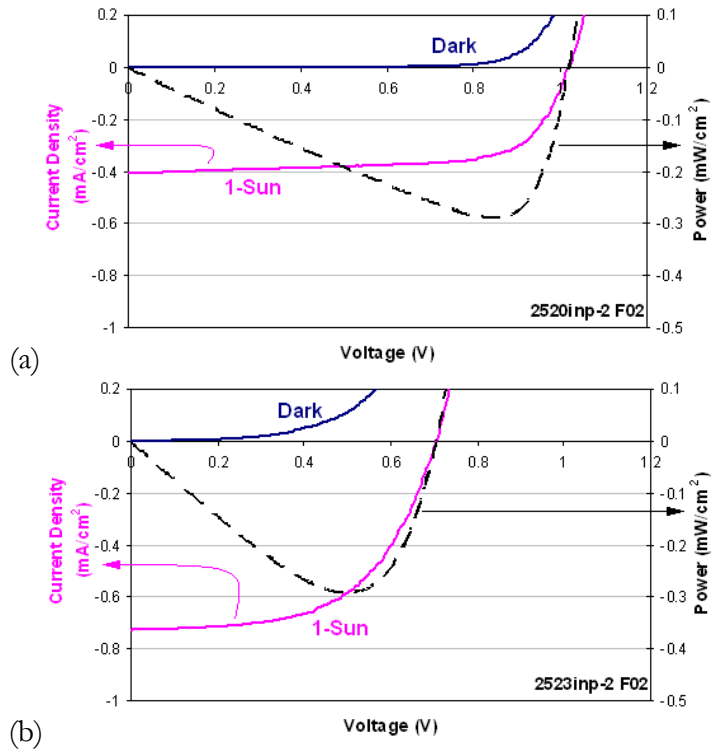 0.2
0
-0.2
-0.4
-0.6
-0.8
-1
Current Density
(mA/cm²)
Dark
1-Sun
0 0.2 0.4 0.6 0.8 1 1.2
0.1
0
-0.1
-0.2
-0.3
-0.4
-0.5
Power (mW/cm²)
2520inp-2 F02
Voltage (V)
(a)
0.2
0
-0.2
-0.4
-0.6
-0.8
-1
Current Density
(mA/cm²)
Dark
1-Sun
0 0.2 0.4 0.6 0.8 1 1.2
0.1
0
-0.1
-0.2
-0.3
-0.4
-0.5
Power (mW/cm²)
2523inp-2 F02
Voltage (V)
(b)